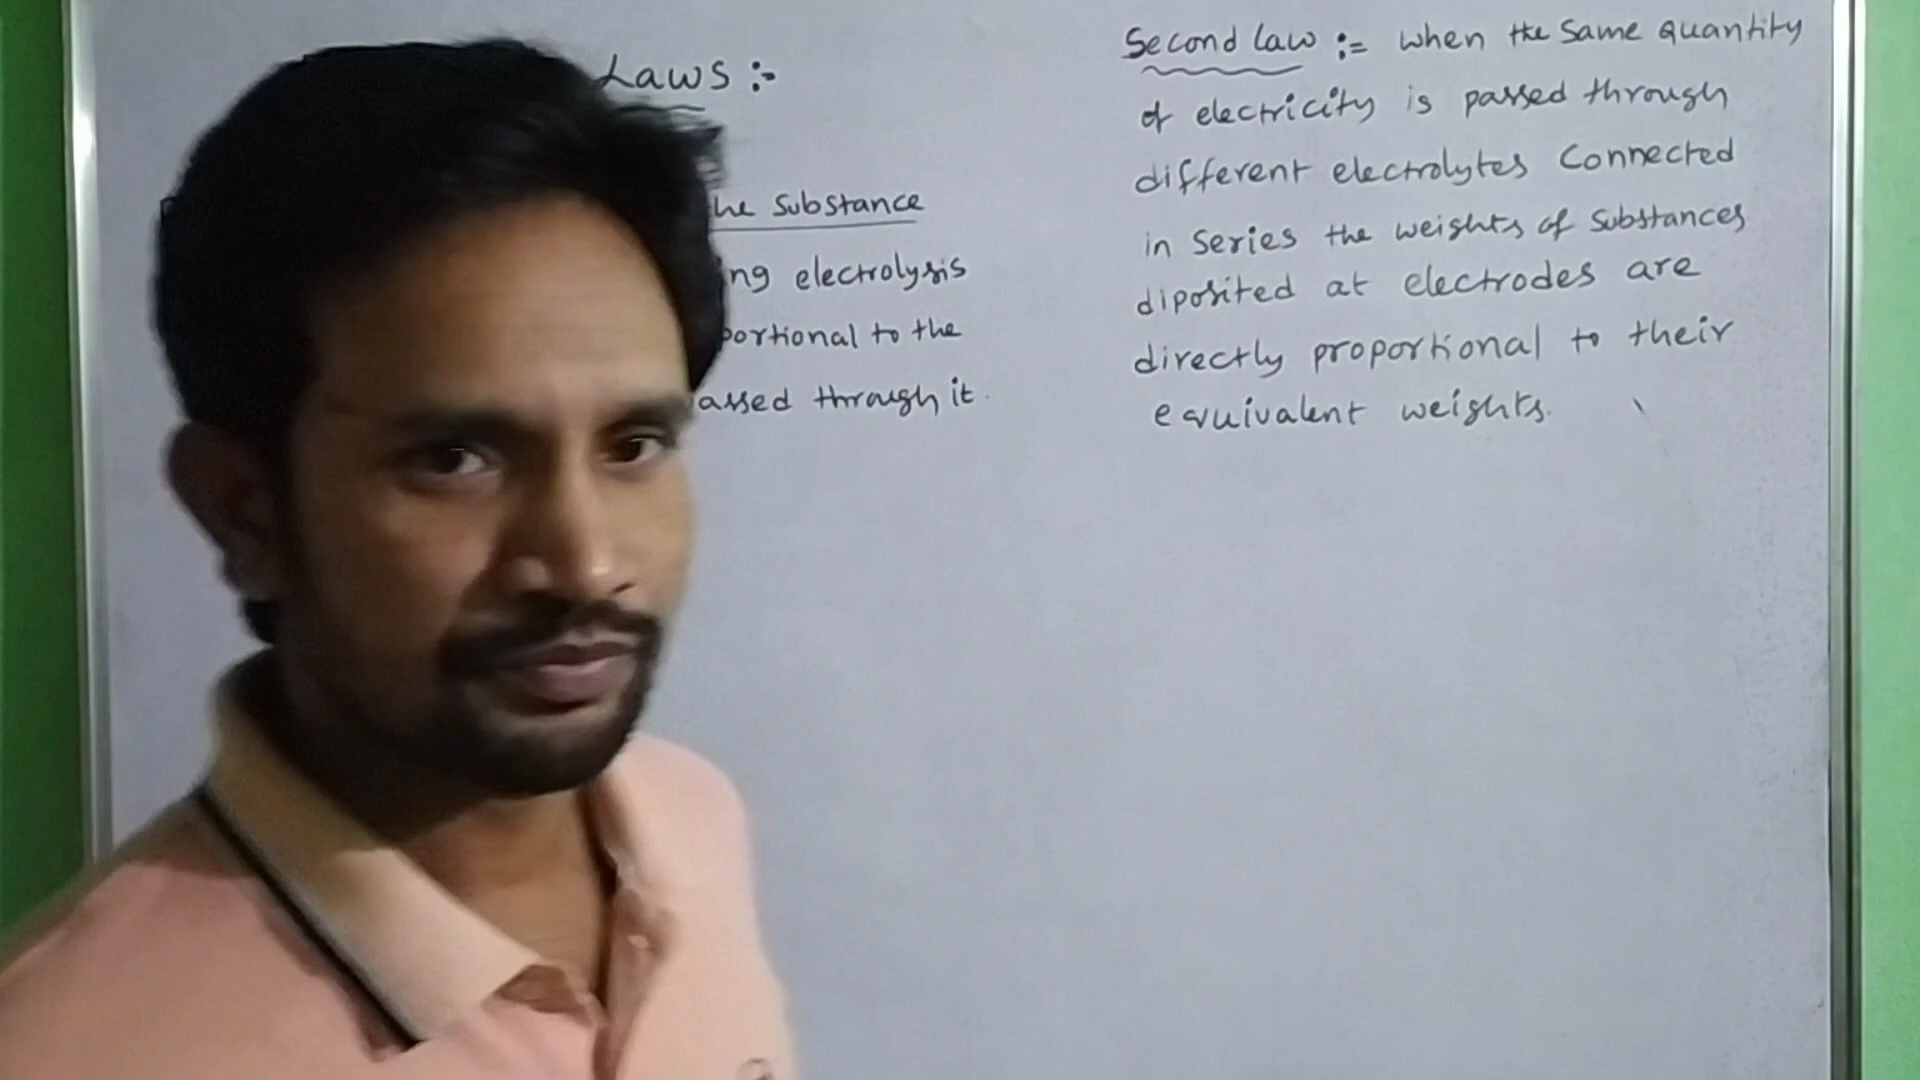 Laws :-
he substance
ing electrolysis
portional to the
assed through it.
Second law := when the same quantity
of electricity is passed through
different electrolytes connected
in series the weights of substances
diposited at electrodes are
directly proportional to their
equivalent weights.